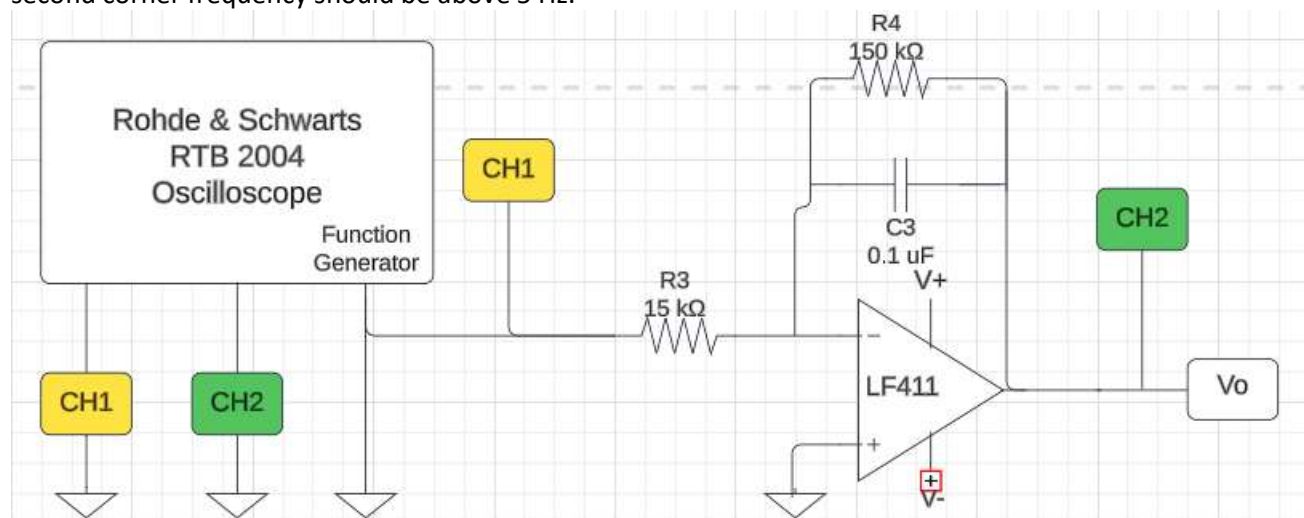 second corner frequency should be above 5 Hz.
R4
150 kΩ
Rohde & Schwarts
RTB 2004
Oscilloscope
CH1
CH2
Function
Generator
C3
0.1 uF
V+
R3
15 kΩ
−
LF411
Vo
CH1
CH2
+
+
V-